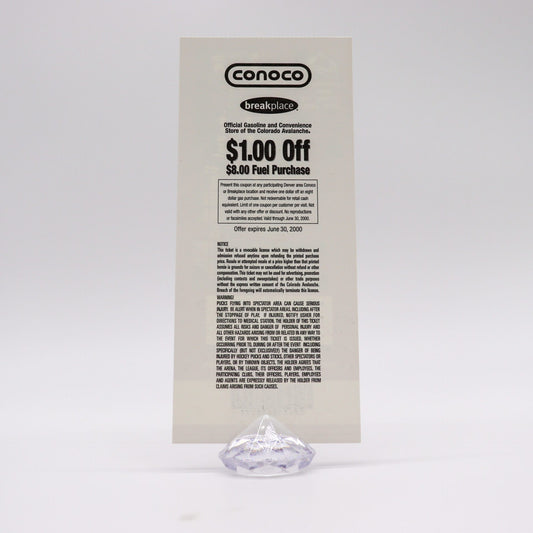 CONOCO
breakplace
Official Gasoline and Convenience
Store of the Colorado Avalanche.
$1.00 Off
$8.00 Fuel Purchase
Present this coupon at any participating Denver area Conoco
or Breakplace location and receive one dollar off an eight
dollar gas purchase. Not redeemable for retail cash
equivalent. Limit of one coupon per customer per visit. Not
valid with any other offer or discount. No reproductions
or facsimiles accepted. Valid through June 30, 2000.
Offer expires June 30, 2000
NOTICE
This ticket is a revocable license which may be withdrawn and
admission refused anytime upon refunding the printed purchase
price. Resale or attempted resale at a price higher than that printed
hereon is grounds for seizure or cancellation without refund or other
compensation. This ticket may not be used for advertising, promotion
(including contests and sweepstakes) or other trade purposes
without the express written consent of the Colorado Avalanche.
Breach of the foregoing will automatically terminate this license.
WARNING!
PUCKS FLYING INTO SPECTATOR AREA CAN CAUSE SERIOUS
INJURY. BE ALERT WHEN IN SPECTATOR AREAS, INCLUDING AFTER
THE STOPPAGE OF PLAY. IF INJURED, NOTIFY USHER FOR
DIRECTIONS TO MEDICAL STATION. THE HOLDER OF THIS TICKET
ASSUMES ALL RISKS AND DANGER OF PERSONAL INJURY AND
ALL OTHER HAZARDS ARISING FROM OR RELATED IN ANY WAY TO
THE EVENT FOR WHICH THIS TICKET IS ISSUED, WHETHER
OCCURRING PRIOR TO, DURING OR AFTER THE EVENT INCLUDING
SPECIFICALLY (BUT NOT EXCLUSIVELY) THE DANGER OF BEING
INJURED BY HOCKEY PUCKS AND STICKS, OTHER SPECTATORS OR
PLAYERS, OR BY THROWN OBJECTS. THE HOLDER AGREES THAT
THE ARENA, THE LEAGUE, ITS OFFICERS AND EMPLOYEES, THE
PARTICIPATING CLUBS, THEIR OFFICERS, PLAYERS, EMPLOYEES
AND AGENTS ARE EXPRESSLY RELEASED BY THE HOLDER FROM
CLAIMS ARISING FROM SUCH CAUSES.